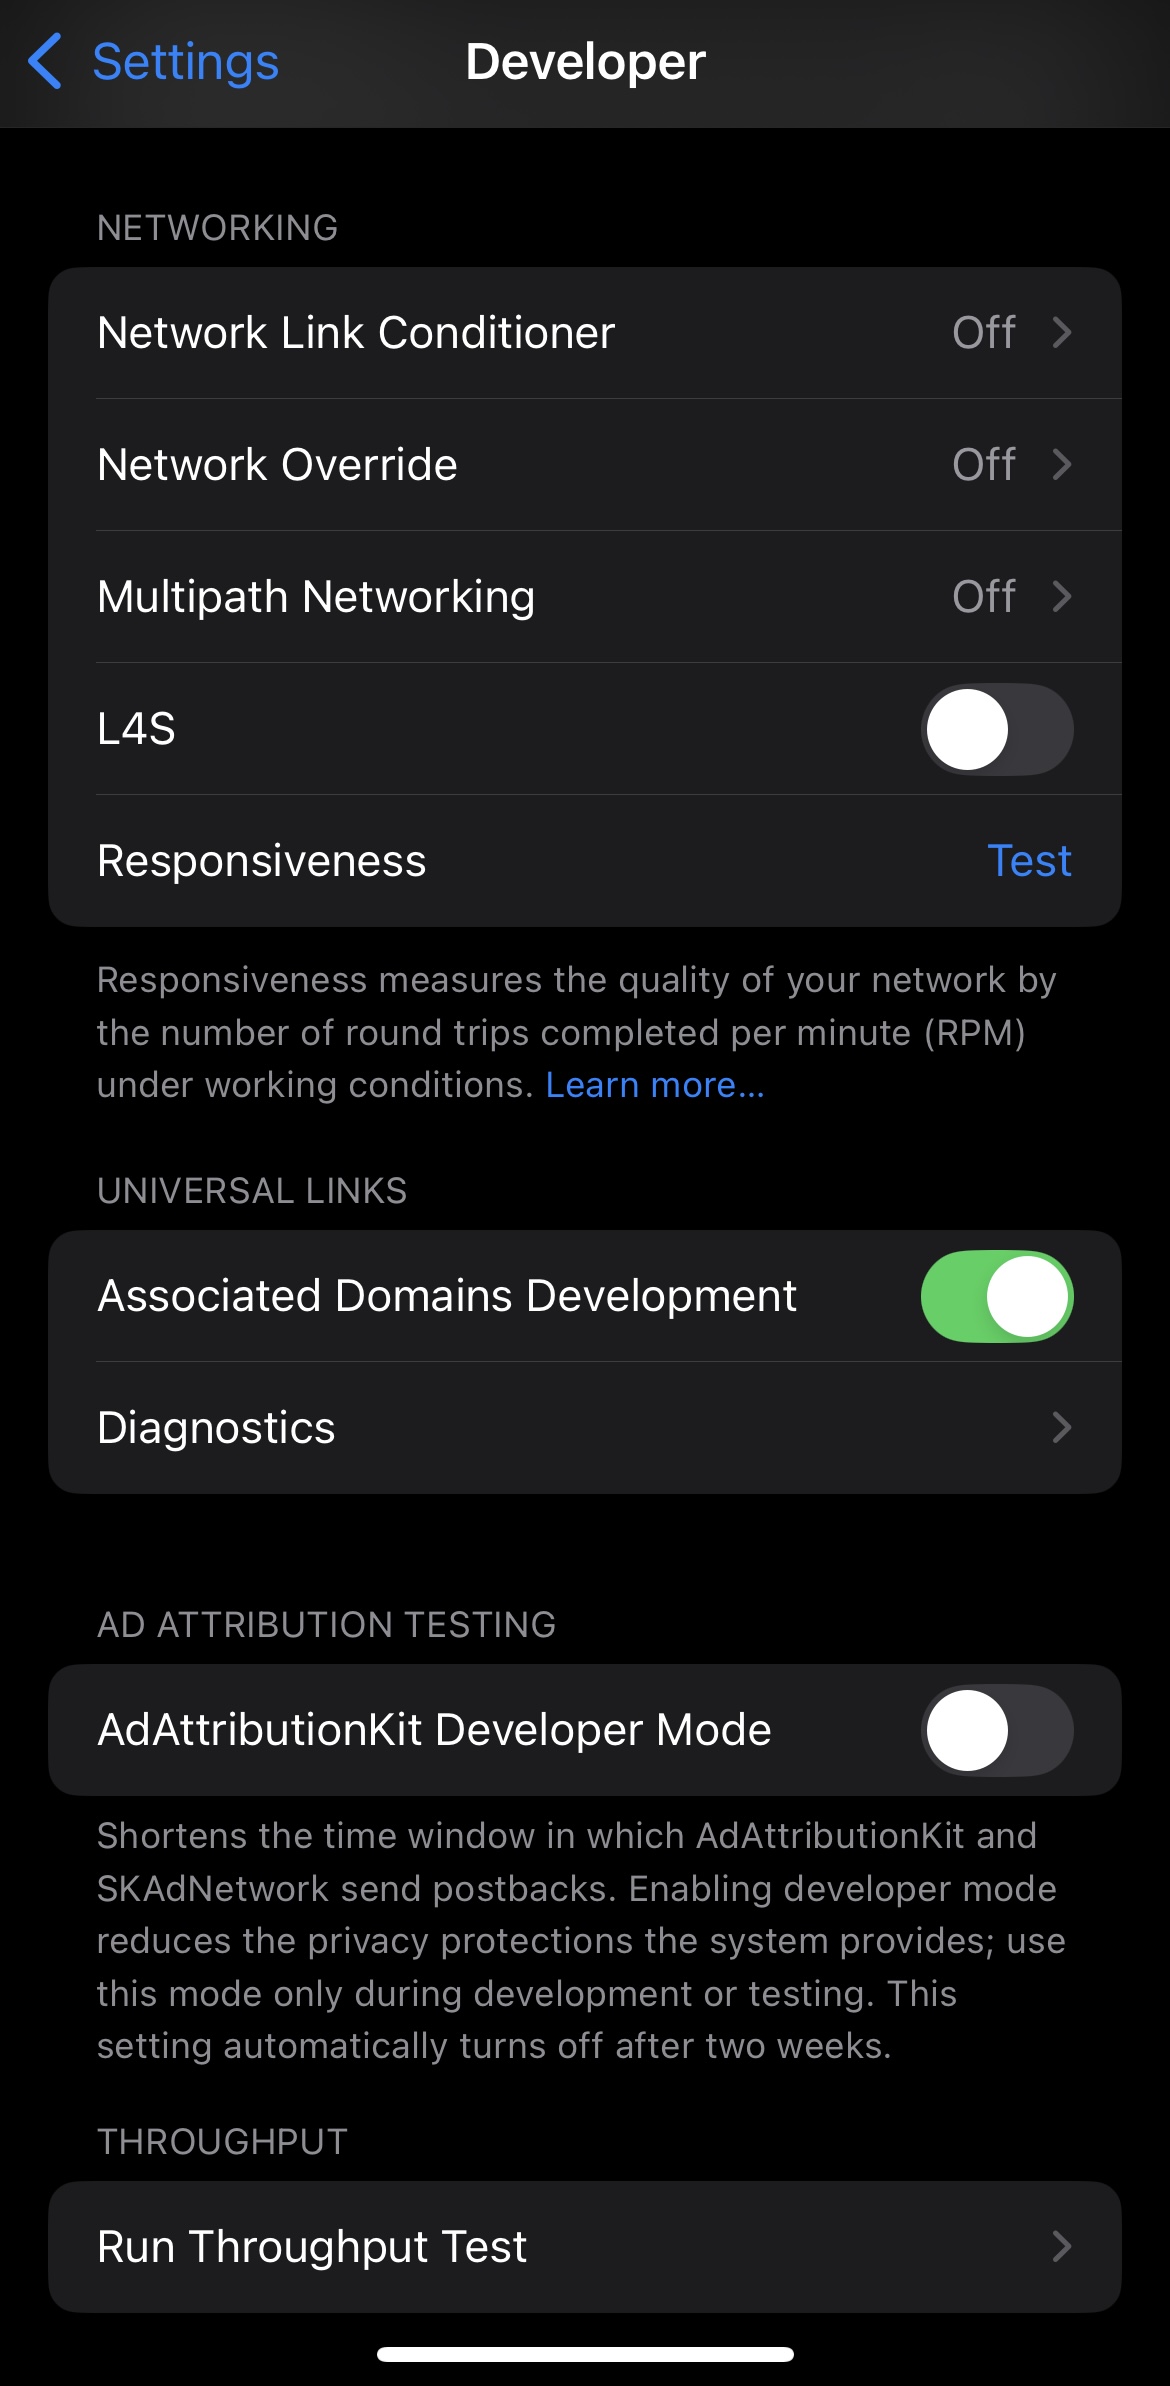 Settings
Developer
NETWORKING
Network Link Conditioner Off
Network Override Off
Multipath Networking Off
L4S
Responsiveness Test
Responsiveness measures the quality of your network by
the number of round trips completed per minute (RPM)
under working conditions. Learn more...
UNIVERSAL LINKS
Associated Domains Development
Diagnostics
AD ATTRIBUTION TESTING
AdAttributionKit Developer Mode
Shortens the time window in which AdAttributionKit and
SKAdNetwork send postbacks. Enabling developer mode
reduces the privacy protections the system provides; use
this mode only during development or testing. This
setting automatically turns off after two weeks.
THROUGHPUT
Run Throughput Test